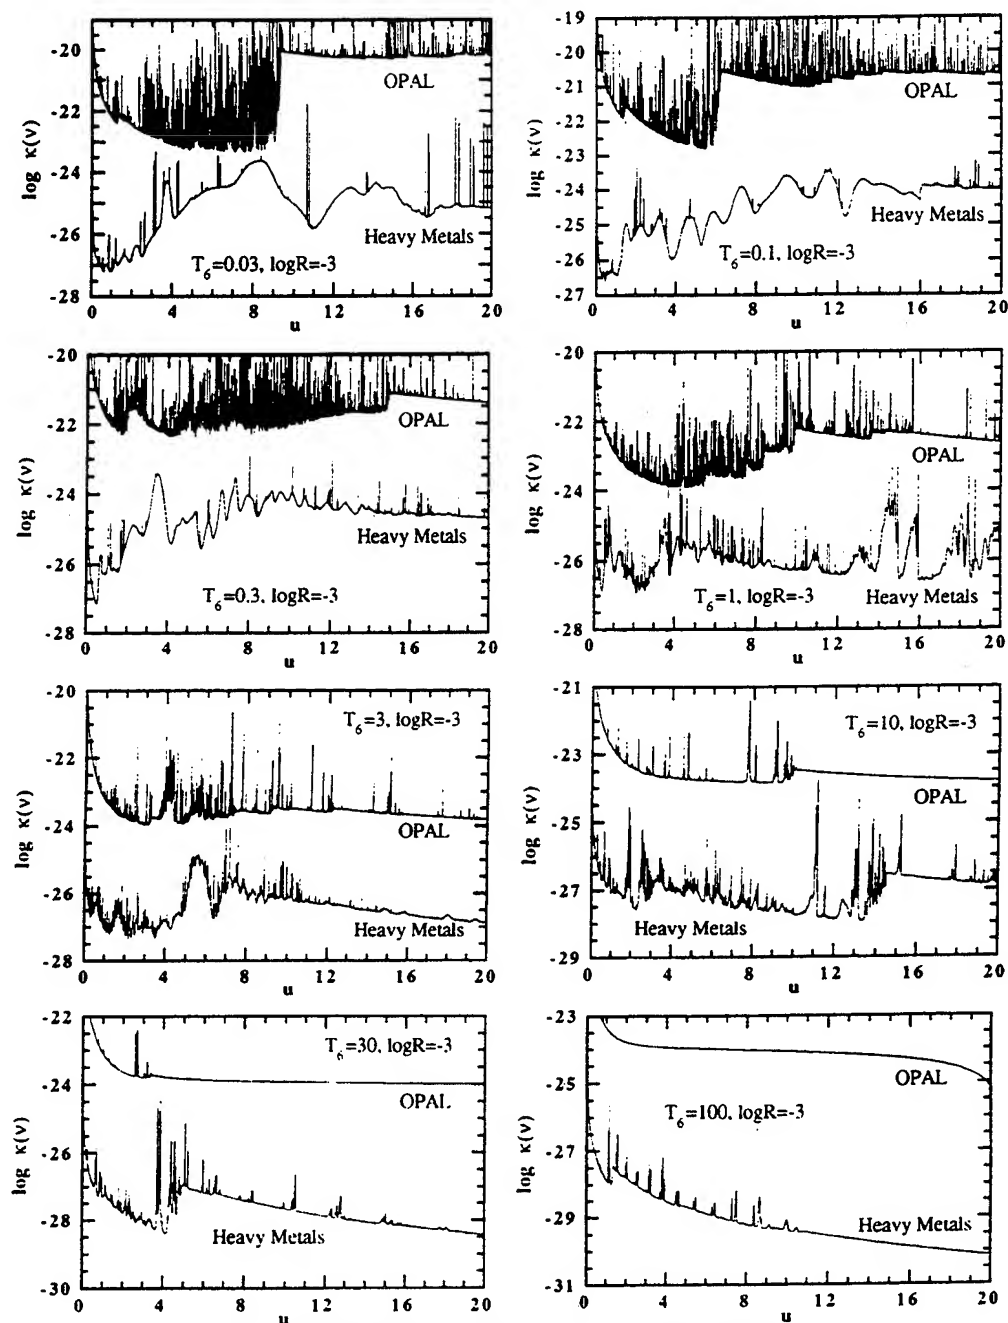 -20
-22
-24
-26
-28
log κ(ν)
OPAL
Heavy Metals
T6=0.03, logR=-3
0 4 8 12 16 20
u
-19
-20
-21
-22
-23
-24
-25
-26
-27
log κ(ν)
OPAL
Heavy Metals
T6=0.1, logR=-3
0 4 8 12 16 20
u
-20
-22
-24
-26
-28
log κ(ν)
OPAL
Heavy Metals
T6=0.3, logR=-3
0 4 8 12 16 20
u
-20
-22
-24
-26
-28
log κ(ν)
OPAL
T6=1, logR=-3
Heavy Metals
0 4 8 12 16 20
u
-20
-22
-24
-26
-28
log κ(ν)
T6=3, logR=-3
OPAL
Heavy Metals
0 4 8 12 16 20
u
-21
-23
-25
-27
-29
log κ(ν)
T6=10, logR=-3
OPAL
Heavy Metals
0 4 8 12 16 20
u
-22
-24
-26
-28
-30
log κ(ν)
T6=30, logR=-3
OPAL
Heavy Metals
0 4 8 12 16 20
u
-23
-25
-27
-29
-31
log κ(ν)
OPAL
T6=100, logR=-3
Heavy Metals
0 4 8 12 16 20
u